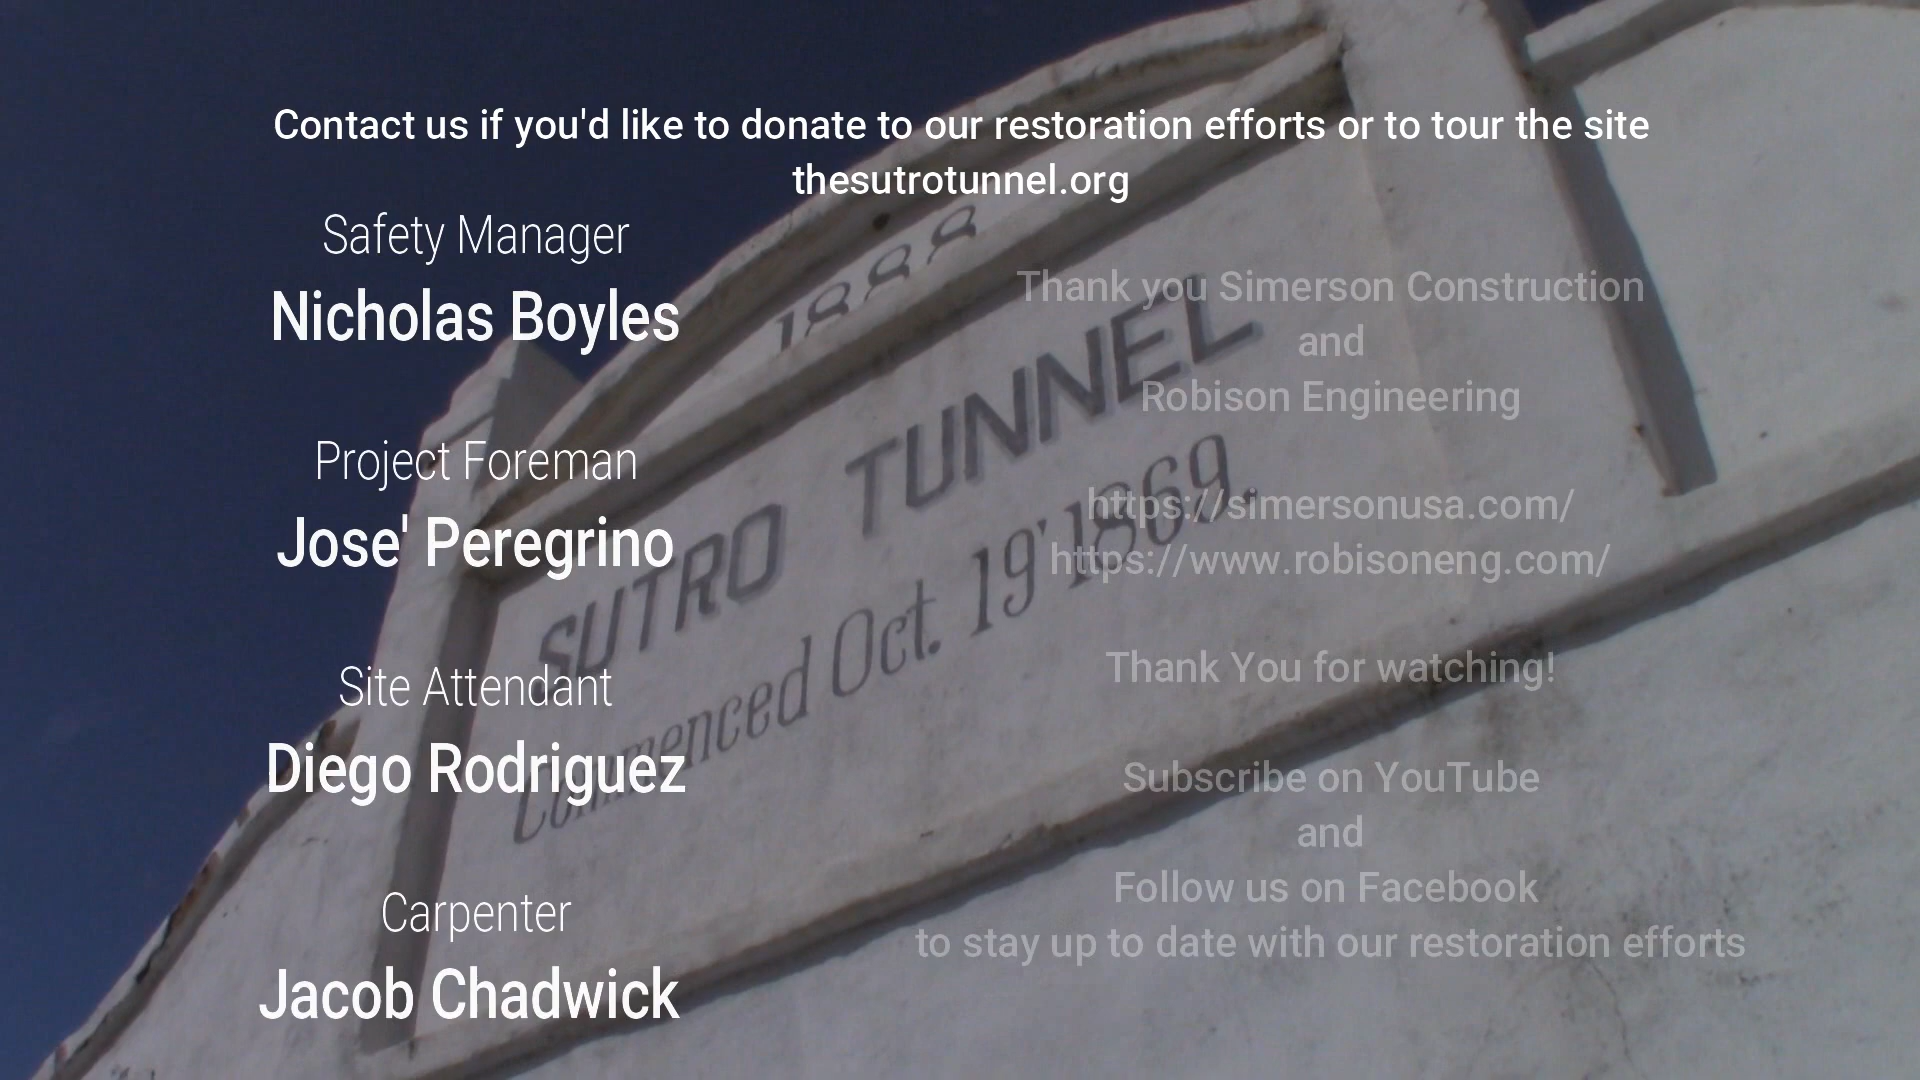 Contact us if you'd like to donate to our restoration efforts or to tour the site
thesutrotunnel.org
Safety Manager
Nicholas Boyles
Project Foreman
Jose' Peregrino
Site Attendant
Diego Rodriguez
Carpenter
Jacob Chadwick
Thank you Simerson Construction
and
Robison Engineering
https://simersonusa.com/
https://www.robisoneng.com/
Thank You for watching!
Subscribe on YouTube
and
Follow us on Facebook
to stay up to date with our restoration efforts
1888
SUTRO TUNNEL
Commenced Oct. 19' 1869.